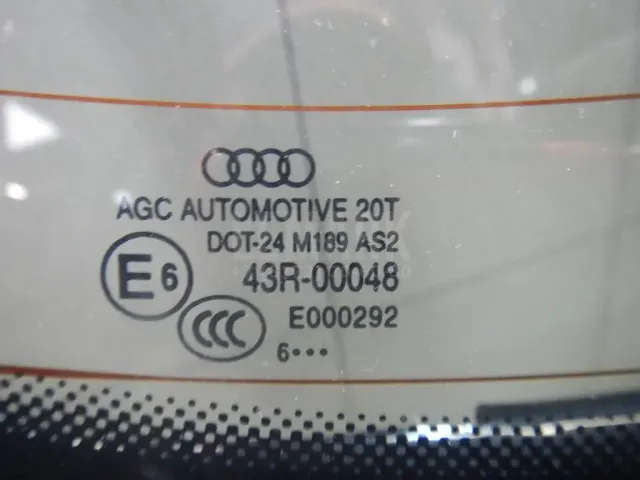 AGC AUTOMOTIVE 20T
DOT-24 M189 AS2
E6 43R-00048
CCC E000292
6•••